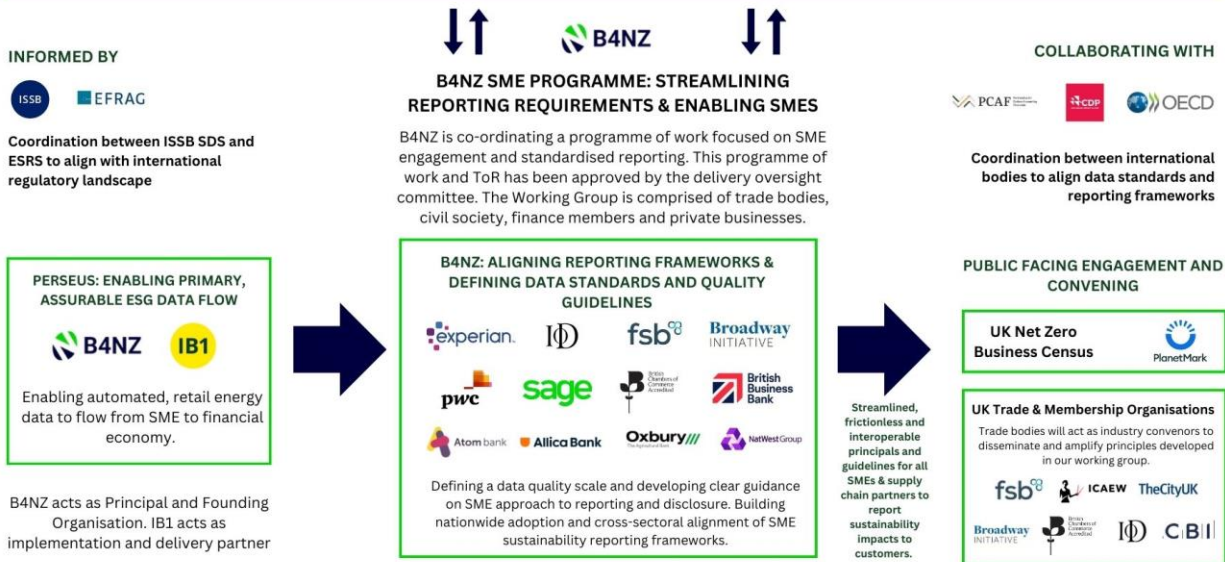 INFORMED BY
ISSB
EFRAG
Coordination between ISSB SDS and
ESRS to align with international
regulatory landscape
B4NZ
B4NZ SME PROGRAMME: STREAMLINING
REPORTING REQUIREMENTS & ENABLING SMES
B4NZ is co-ordinating a programme of work focused on SME
engagement and standardised reporting. This programme of
work and ToR has been approved by the delivery oversight
committee. The Working Group is comprised of trade bodies,
civil society, finance members and private businesses.
COLLABORATING WITH
PCAF
CDP
OECD
Coordination between international
bodies to align data standards and
reporting frameworks
PERSEUS: ENABLING PRIMARY,
ASSURABLE ESG DATA FLOW
B4NZ
IB1
Enabling automated, retail energy
data to flow from SME to financial
economy.
B4NZ acts as Principal and Founding
Organisation. IB1 acts as
implementation and delivery partner
B4NZ: ALIGNING REPORTING FRAMEWORKS &
DEFINING DATA STANDARDS AND QUALITY
GUIDELINES
experian.
IOD
fsb
Broadway
INITIATIVE
pwc
sage
British
Chambers of
Commerce
Accredited
British
Business
Bank
Atom bank
Allica Bank
Oxbury
NatWest Group
Defining a data quality scale and developing clear guidance
on SME approach to reporting and disclosure. Building
nationwide adoption and cross-sectoral alignment of SME
sustainability reporting frameworks.
Streamlined,
frictionless and
interoperable
principals and
guidelines for all
SMEs & supply
chain partners to
report
sustainability
impacts to
customers.
PUBLIC FACING ENGAGEMENT AND
CONVENING
UK Net Zero
Business Census
PlanetMark
UK Trade & Membership Organisations
Trade bodies will act as industry convenors to
disseminate and amplify principles developed
in our working group.
fsb
ICAEW
TheCityUK
Broadway
INITIATIVE
British
Chambers of
Commerce
Accredited
IOD
CBI